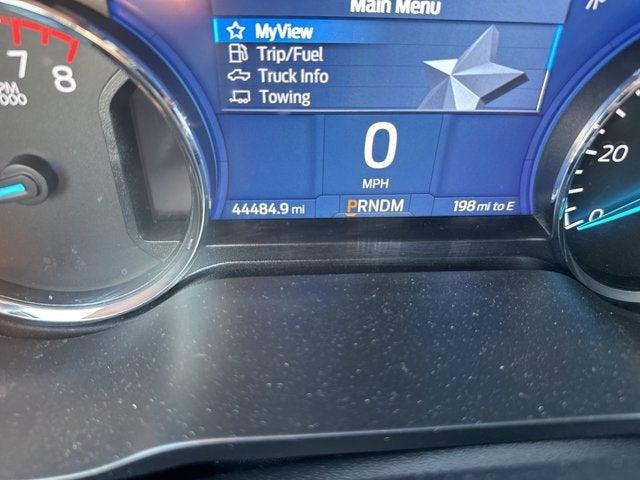 Main Menu
MyView
Trip/Fuel
Truck Info
Towing
7
8
0
MPH
20
0
44484.9 mi
PRNDM
198 mi to E